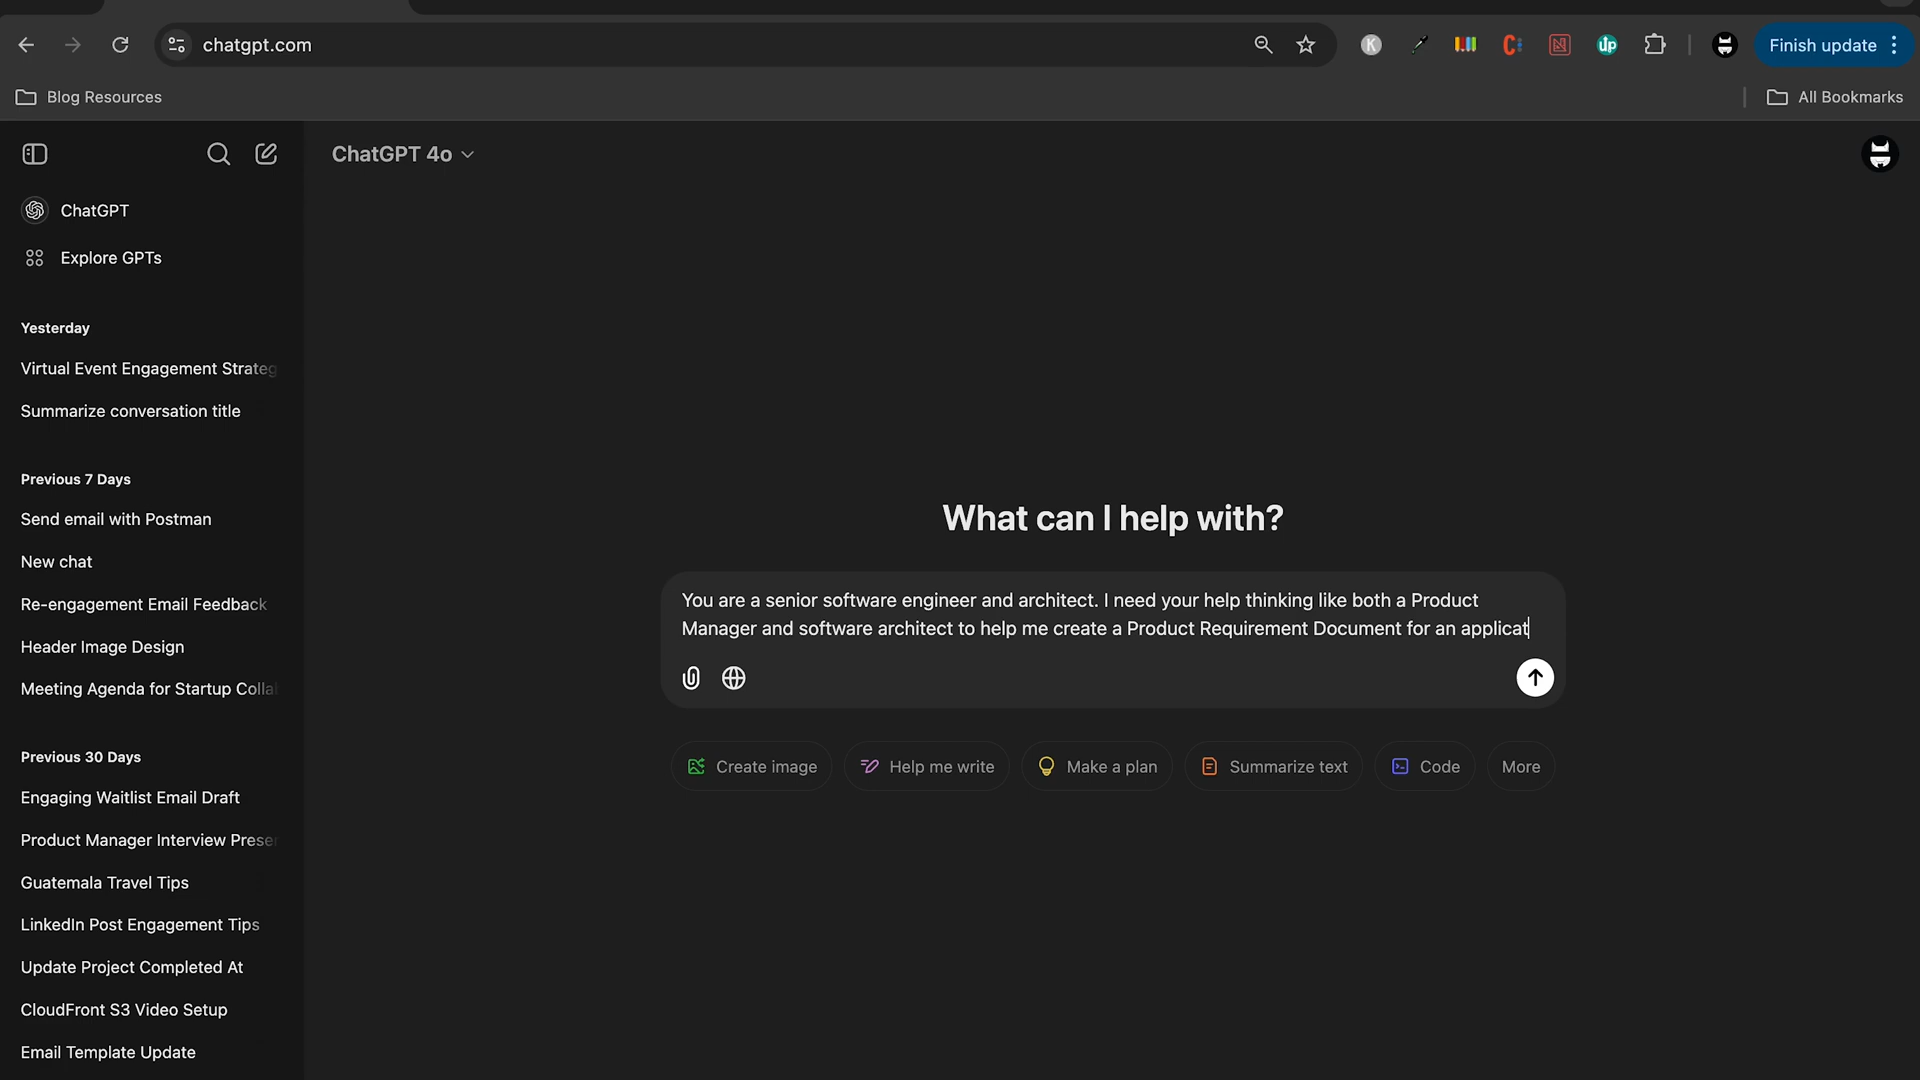 chatgpt.com
Finish update
Blog Resources
All Bookmarks
ChatGPT 4o
ChatGPT
Explore GPTs
Yesterday
Virtual Event Engagement Strateg
Summarize conversation title
Previous 7 Days
Send email with Postman
New chat
Re-engagement Email Feedback
Header Image Design
Meeting Agenda for Startup Colla
Previous 30 Days
Engaging Waitlist Email Draft
Product Manager Interview Prese
Guatemala Travel Tips
LinkedIn Post Engagement Tips
Update Project Completed At
CloudFront S3 Video Setup
Email Template Update
What can I help with?
You are a senior software engineer and architect. I need your help thinking like both a Product
Manager and software architect to help me create a Product Requirement Document for an applicat
Create image
Help me write
Make a plan
Summarize text
Code
More